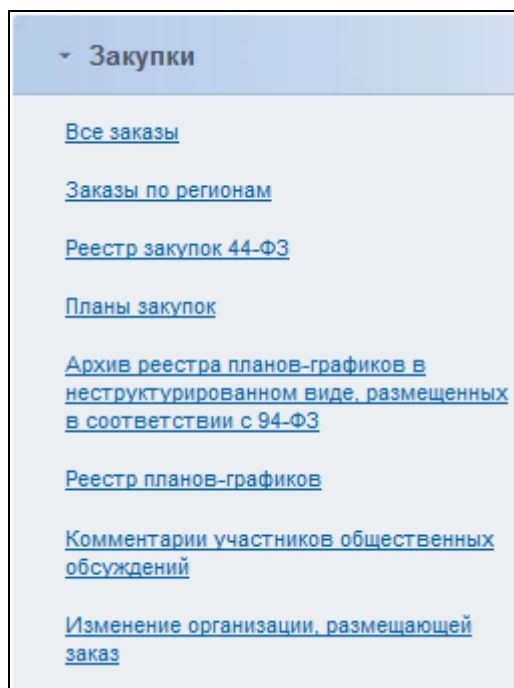 Закупки
Все заказы
Заказы по регионам
Реестр закупок 44-ФЗ
Планы закупок
Архив реестра планов-графиков в
неструктурированном виде, размещенных
в соответствии с 94-ФЗ
Реестр планов-графиков
Комментарии участников общественных
обсуждений
Изменение организации, размещающей
заказ